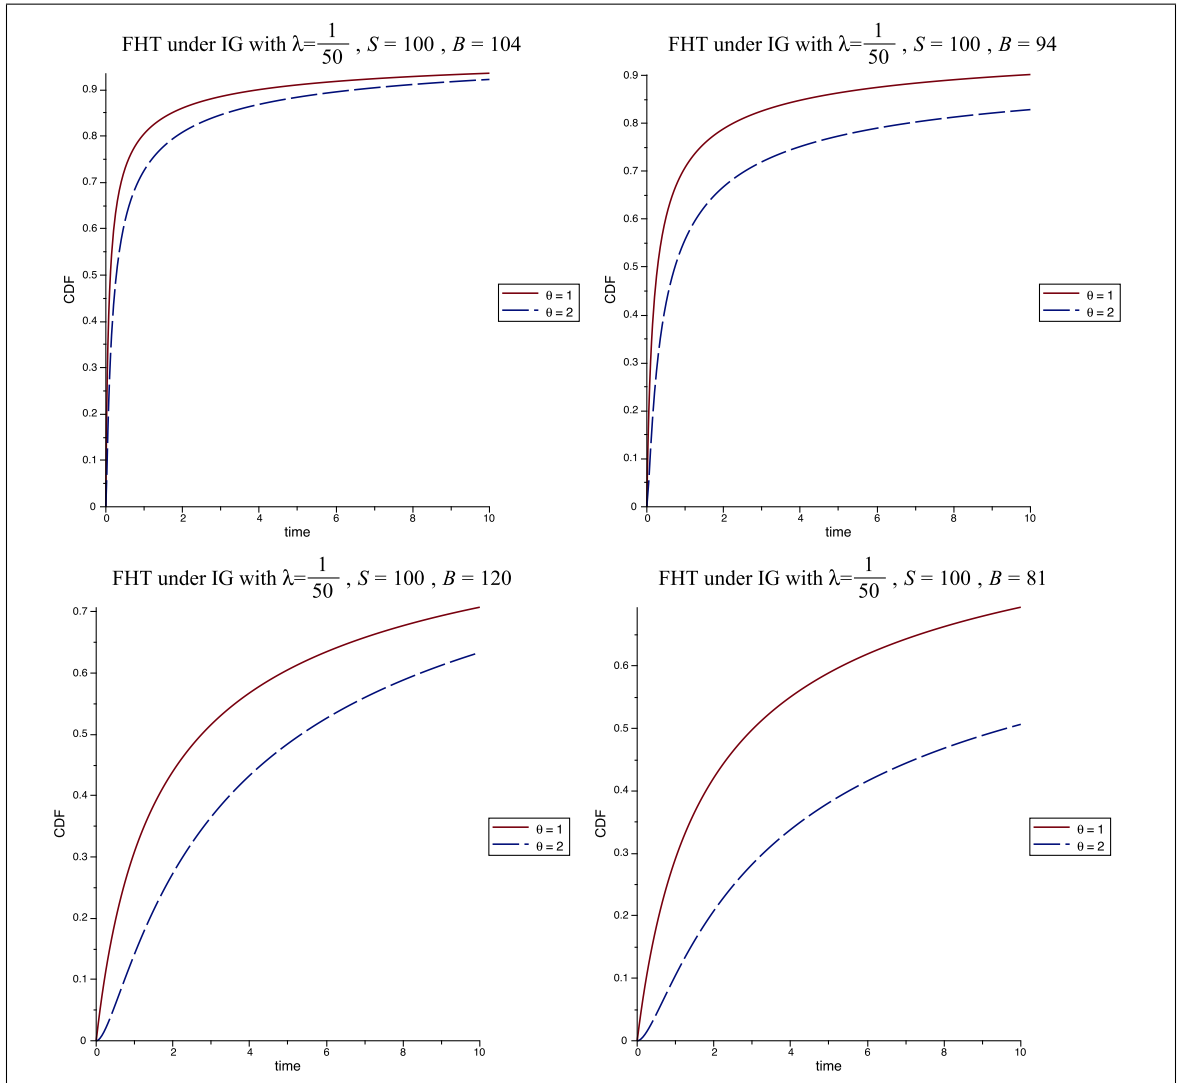 FHT under IG with λ=1/50 , S = 100 , B = 104
0.9
0.8
0.7
0.6
0.5
0.4
0.3
0.2
0.1
0
CDF
0 2 4 6 8 10
time
θ = 1
θ = 2
FHT under IG with λ=1/50 , S = 100 , B = 94
0.9
0.8
0.7
0.6
0.5
0.4
0.3
0.2
0.1
0
CDF
0 2 4 6 8 10
time
θ = 1
θ = 2
FHT under IG with λ=1/50 , S = 100 , B = 120
0.7
0.6
0.5
0.4
0.3
0.2
0.1
0
CDF
0 2 4 6 8 10
time
θ = 1
θ = 2
FHT under IG with λ=1/50 , S = 100 , B = 81
0.6
0.5
0.4
0.3
0.2
0.1
0
CDF
0 2 4 6 8 10
time
θ = 1
θ = 2